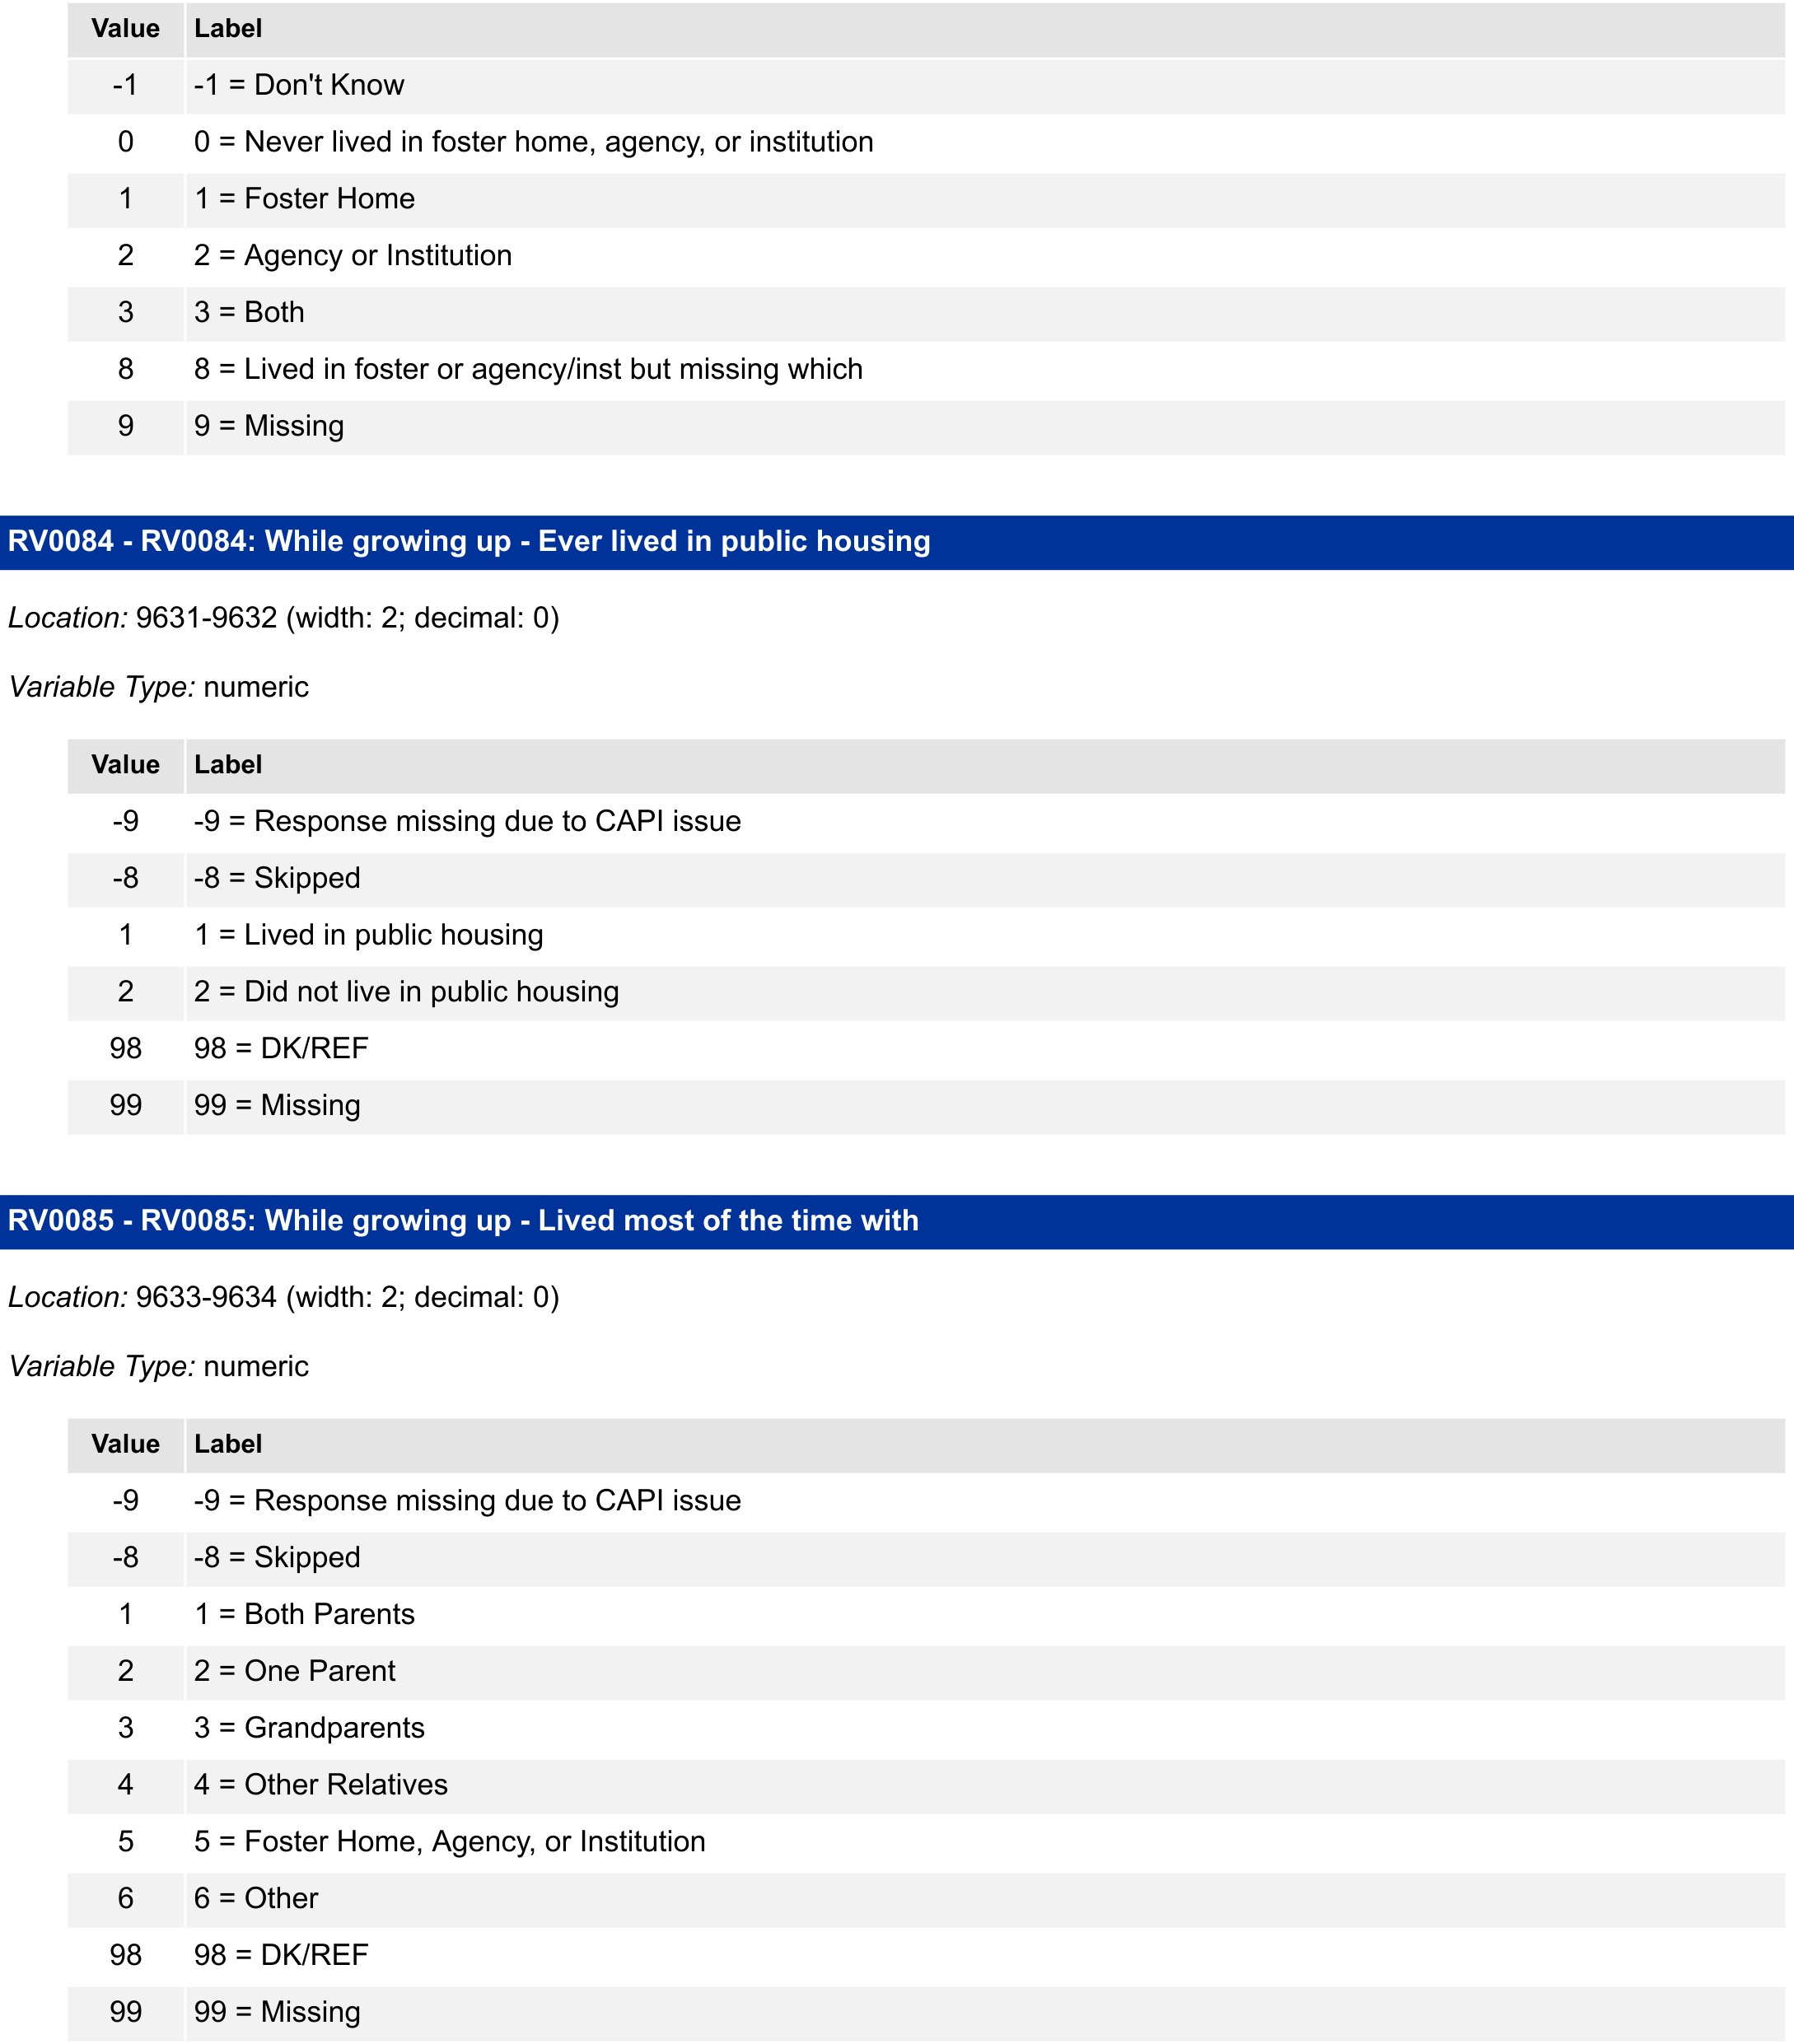 Value Label
-1 -1 = Don't Know
0 0 = Never lived in foster home, agency, or institution
1 1 = Foster Home
2 2 = Agency or Institution
3 3 = Both
8 8 = Lived in foster or agency/inst but missing which
9 9 = Missing
RV0084 - RV0084: While growing up - Ever lived in public housing
Location: 9631-9632 (width: 2; decimal: 0)
Variable Type: numeric
Value Label
-9 -9 = Response missing due to CAPI issue
-8 -8 = Skipped
1 1 = Lived in public housing
2 2 = Did not live in public housing
98 98 = DK/REF
99 99 = Missing
RV0085 - RV0085: While growing up - Lived most of the time with
Location: 9633-9634 (width: 2; decimal: 0)
Variable Type: numeric
Value Label
-9 -9 = Response missing due to CAPI issue
-8 -8 = Skipped
1 1 = Both Parents
2 2 = One Parent
3 3 = Grandparents
4 4 = Other Relatives
5 5 = Foster Home, Agency, or Institution
6 6 = Other
98 98 = DK/REF
99 99 = Missing